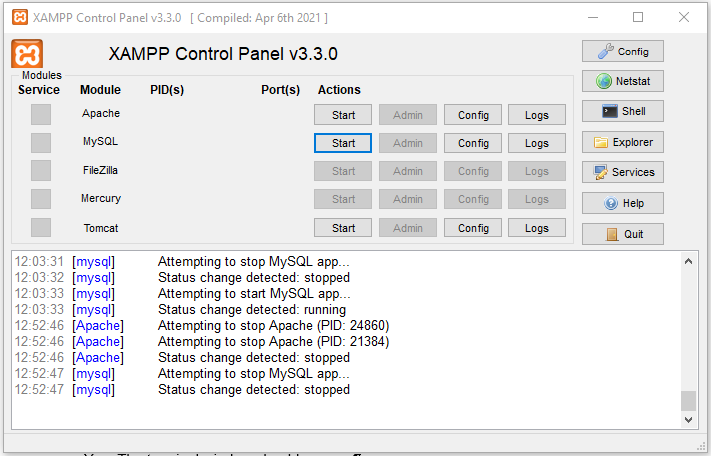 XAMPP Control Panel v3.3.0 [ Compiled: Apr 6th 2021 ]
XAMPP Control Panel v3.3.0
Config
Modules
Service Module PID(s) Port(s) Actions
Netstat
Apache Start Admin Config Logs
Shell
MySQL Start Admin Config Logs
Explorer
FileZilla Start Admin Config Logs
Services
Mercury Start Admin Config Logs
Help
Tomcat Start Admin Config Logs
Quit
12:03:31 [mysql] Attempting to stop MySQL app...
12:03:32 [mysql] Status change detected: stopped
12:03:33 [mysql] Attempting to start MySQL app...
12:03:33 [mysql] Status change detected: running
12:52:46 [Apache] Attempting to stop Apache (PID: 24860)
12:52:46 [Apache] Attempting to stop Apache (PID: 21384)
12:52:46 [Apache] Status change detected: stopped
12:52:47 [mysql] Attempting to stop MySQL app...
12:52:47 [mysql] Status change detected: stopped